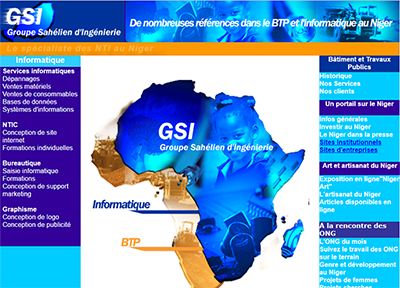 GSI
Groupe Sahélien d'Ingénierie
De nombreuses références dans le BTP et l'informatique au Niger
Le spécialiste des NTI au Niger
Informatique
Services informatiques
Dépannages
Ventes matériels
Ventes de consommables
Bases de données
Systèmes d'informations
NTIC
Conception de site
internet
Formations individuelles
Bureautique
Saisie informatique
Formations
Conception de support
marketing
Graphisme
Conception de logo
Conception de publicité
GSI
Groupe Sahélien d'ingénierie
Informatique
BTP
Bâtiment et Travaux
Publics
Historique
Nos Services
Nos clients
Un portail sur le Niger
Infos générales
Investir au Niger
Le Niger dans la presse
Sites Institutionnels
Sites d'entreprises
Art et artisanat du Niger
Exposition en ligne"Niger
Art"
L'artisanat du Niger
Articles disponibles en
ligne
A la rencontre des
ONG
L'ONG du mois
Suivez le travail des ONG
sur le terrain
Genre et développement
au Niger
Projets de femmes
Projets cherches